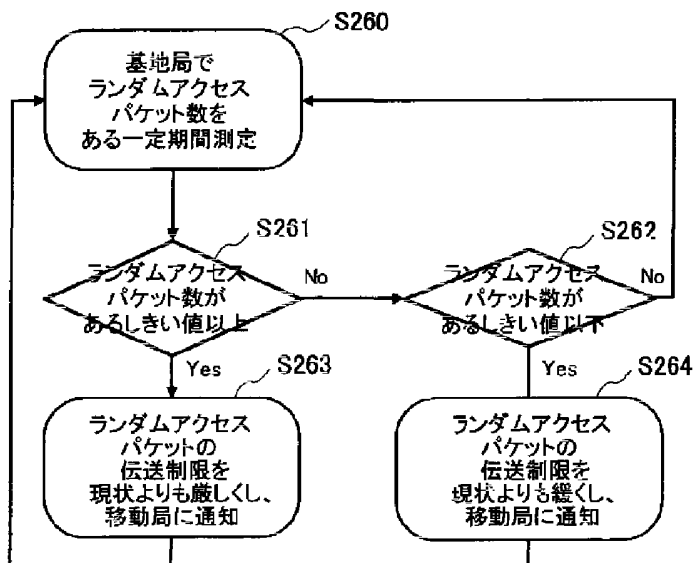 S260
基地局で
ランダムアクセス
パケット数を
ある一定期間測定
S261
ランダムアクセス
パケット数が
あるしきい値以上
No
Yes
S262
ランダムアクセス
パケット数が
あるしきい値以下
No
Yes
S263
ランダムアクセス
パケットの
伝送制限を
現状よりも厳しくし、
移動局に通知
S264
ランダムアクセス
パケットの
伝送制限を
現状よりも緩くし、
移動局に通知